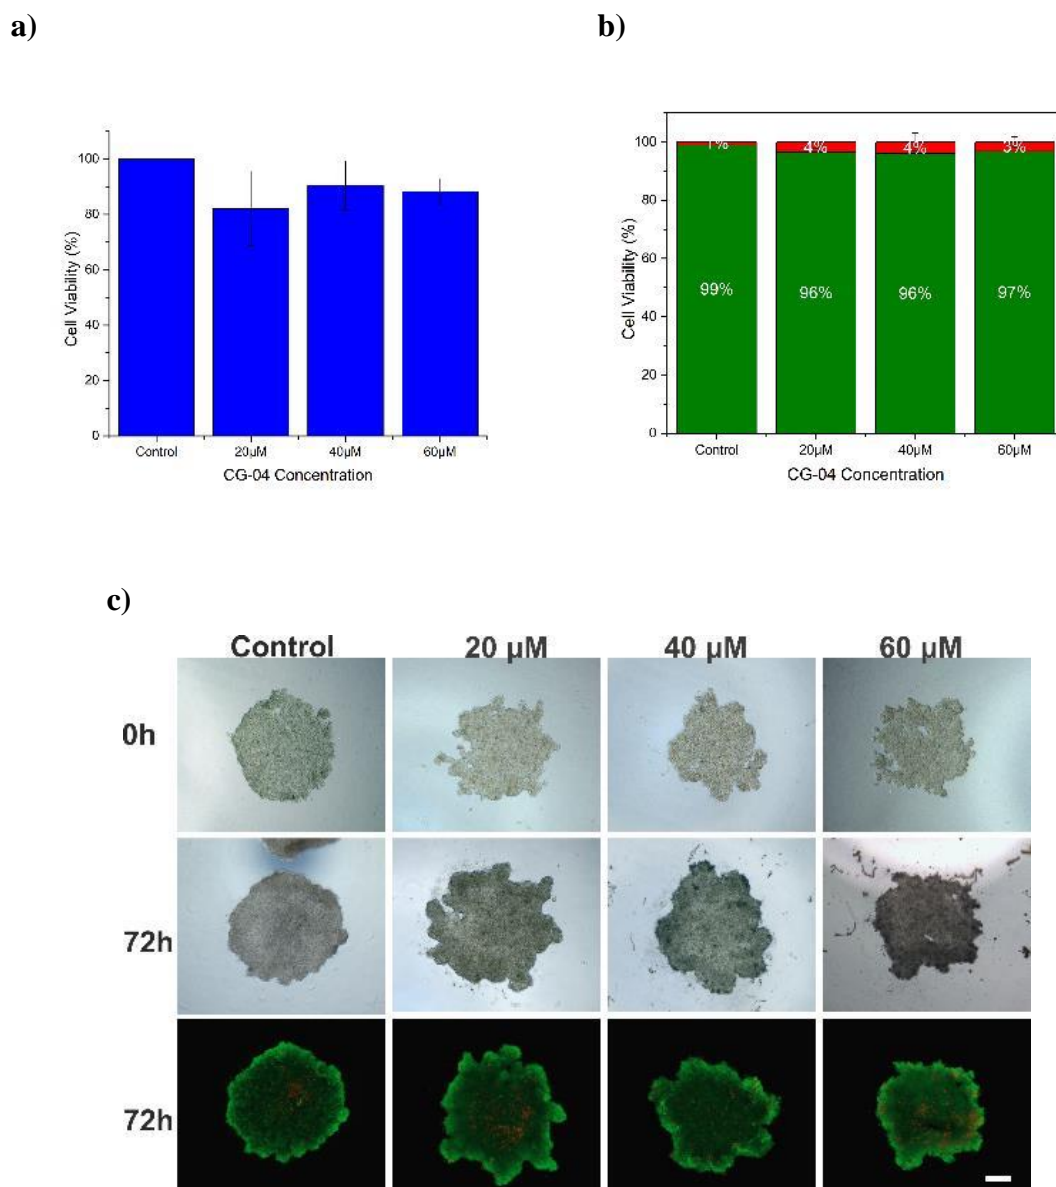 a)
b)
Cell Viability (%)
100
80
60
40
20
0
Control 20µM 40µM 60µM
CG-04 Concentration
Cell Viability (%)
100
80
60
40
20
0
1% 4% 4% 3%
99% 96% 96% 97%
Control 20µM 40µM 60µM
CG-04 Concentration
c)
Control 20 µM 40 µM 60 µM
0h
72h
72h